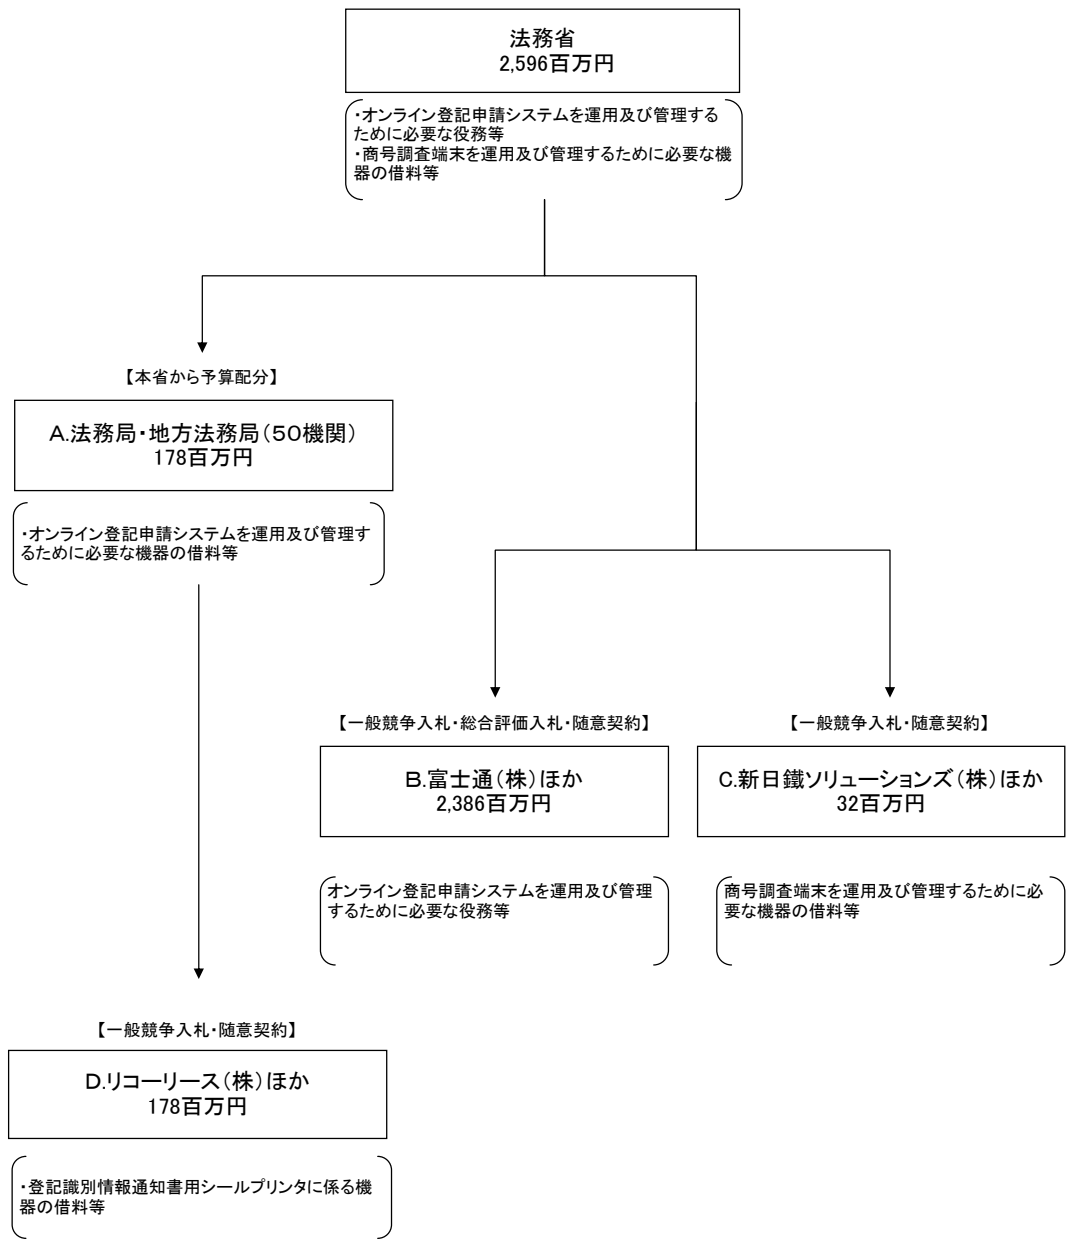 法務省
2,596百万円
・オンライン登記申請システムを運用及び管理する
ために必要な役務等
・商号調査端末を運用及び管理するために必要な機
器の借料等
【本省から予算配分】
A.法務局・地方法務局（５０機関）
178百万円
・オンライン登記申請システムを運用及び管理す
るために必要な機器の借料等
【一般競争入札・総合評価入札・随意契約】
B.富士通（株）ほか
2,386百万円
オンライン登記申請システムを運用及び管理
するために必要な役務等
【一般競争入札・随意契約】
C.新日鐵ソリューションズ（株）ほか
32百万円
商号調査端末を運用及び管理するために必
要な機器の借料等
【一般競争入札・随意契約】
D.リコーリース（株）ほか
178百万円
・登記識別情報通知書用シールプリンタに係る機
器の借料等